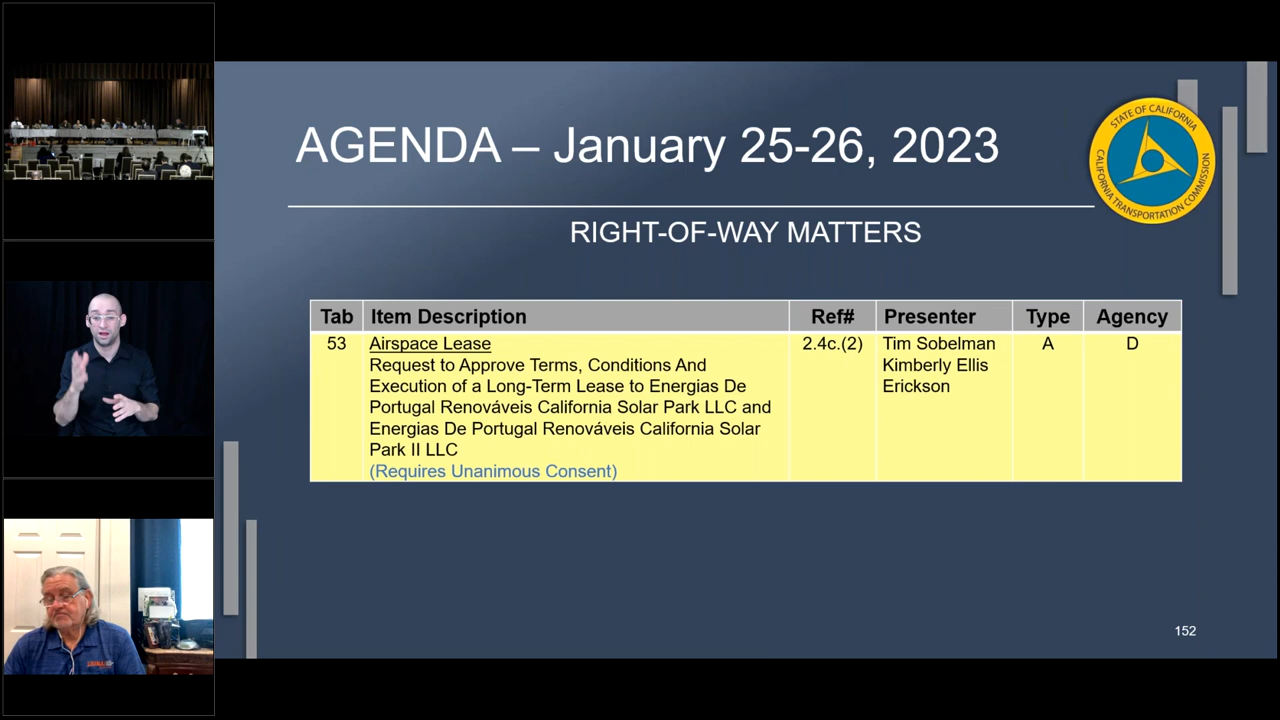 AGENDA – January 25-26, 2023
STATE OF CALIFORNIA
CALIFORNIA TRANSPORTATION COMMISSION
RIGHT-OF-WAY MATTERS
Tab Item Description Ref# Presenter Type Agency
53 Airspace Lease 2.4c.(2) Tim Sobelman A D
Request to Approve Terms, Conditions And Kimberly Ellis
Execution of a Long-Term Lease to Energias De Erickson
Portugal Renováveis California Solar Park LLC and
Energias De Portugal Renováveis California Solar
Park II LLC
(Requires Unanimous Consent)
152